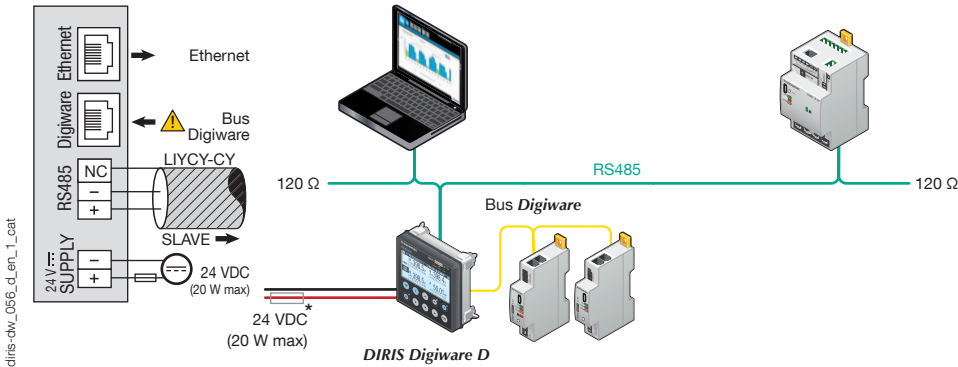 Ethernet
Ethernet
Digiware
Bus
Digiware
LIYCY-CY
RS485
NC
–
+
SLAVE
24 V
SUPPLY
–
+
24 VDC
(20 W max)
diris-dw_056_d_en_1_cat
120 Ω
RS485
120 Ω
Bus Digiware
*
24 VDC
(20 W max)
DIRIS Digiware D